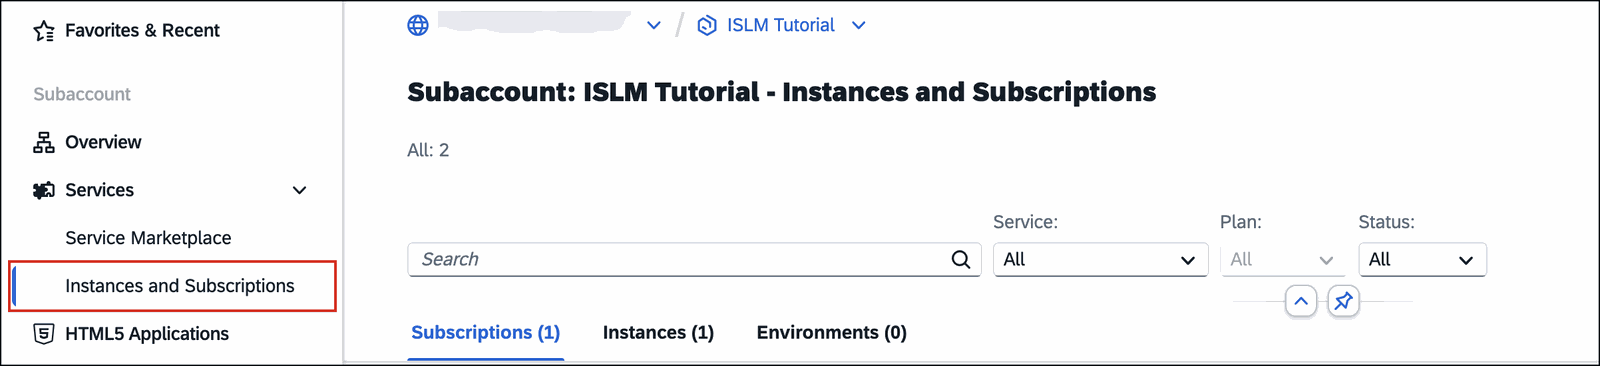 Favorites & Recent
Subaccount
Overview
Services
Service Marketplace
Instances and Subscriptions
HTML5 Applications
/ ISLM Tutorial
Subaccount: ISLM Tutorial - Instances and Subscriptions
All: 2
Service: Plan: Status:
Search All All All
Subscriptions (1) Instances (1) Environments (0)